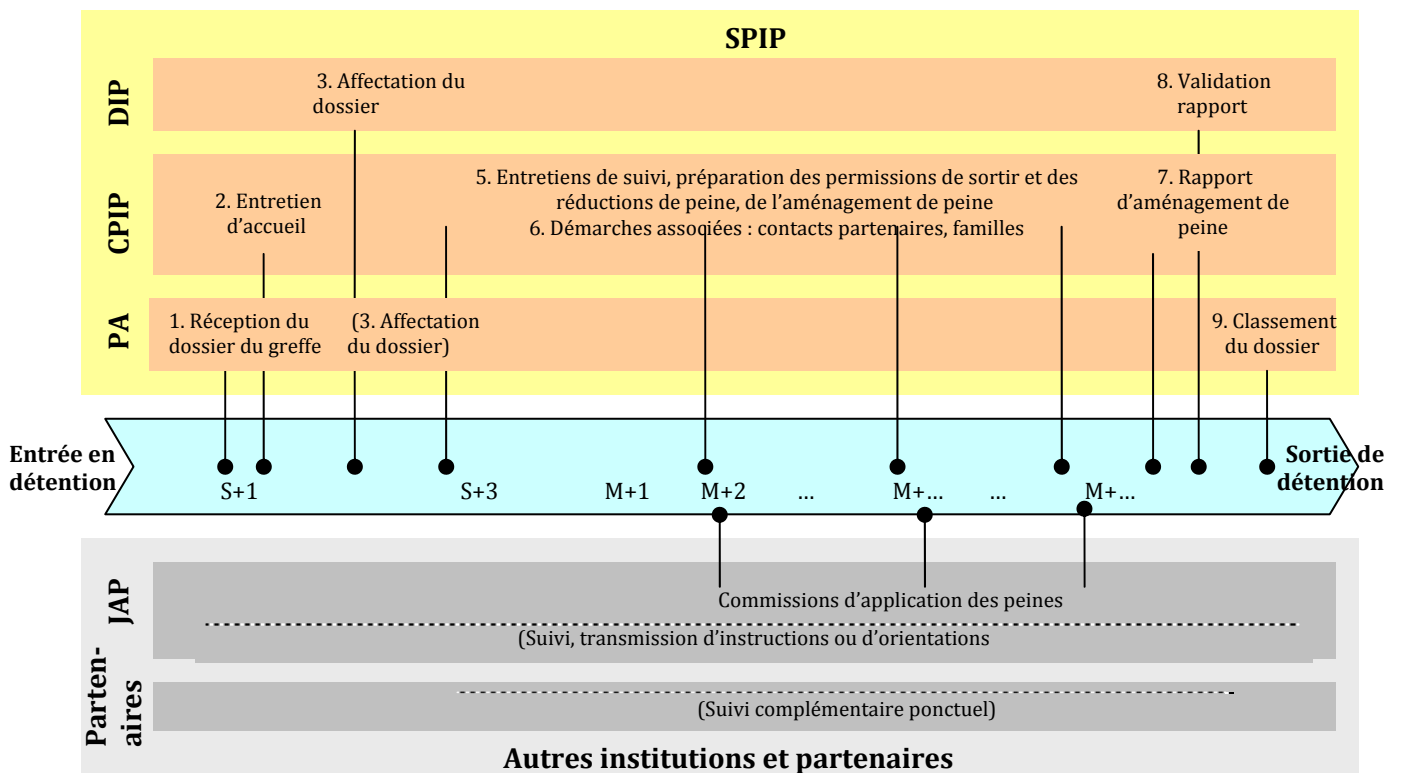 SPIP
DIP
3. Affectation du
dossier
8. Validation
rapport
CPIP
2. Entretien
d’accueil
5. Entretiens de suivi, préparation des permissions de sortir et des
réductions de peine, de l’aménagement de peine
6. Démarches associées : contacts partenaires, familles
7. Rapport
d’aménagement de
peine
PA
1. Réception du
dossier du greffe
(3. Affectation
du dossier)
9. Classement
du dossier
Entrée en
détention
S+1
S+3
M+1
M+2
...
M+...
...
M+...
Sortie de
détention
JAP
Commissions d’application des peines
(Suivi, transmission d’instructions ou d’orientations
Parten-
aires
(Suivi complémentaire ponctuel)
Autres institutions et partenaires